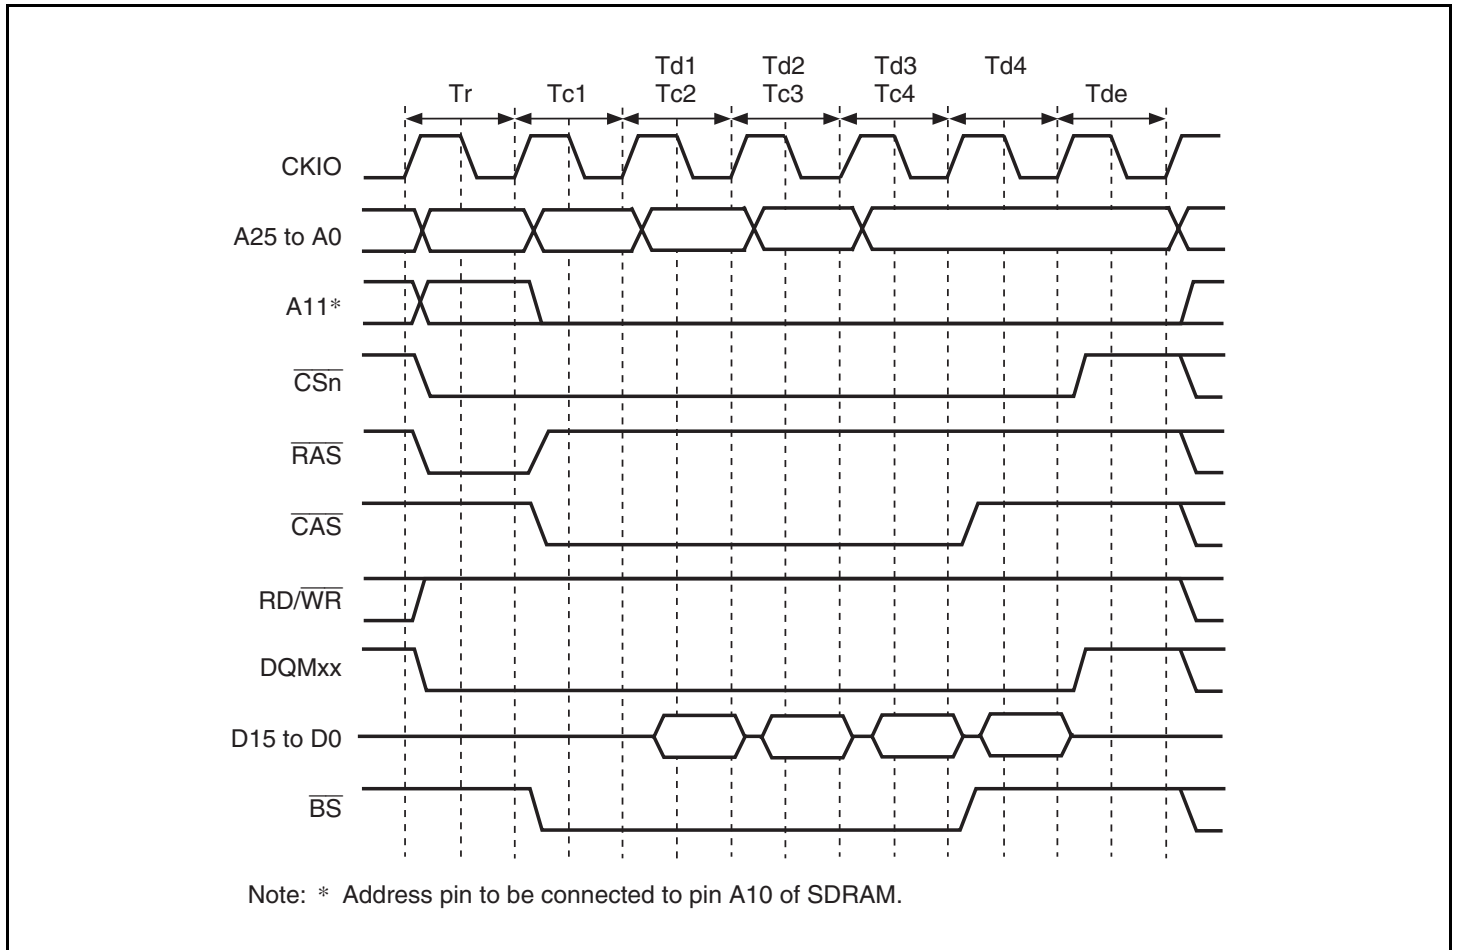 Td1 Td2 Td3 Td4
Tr Tc1 Tc2 Tc3 Tc4 Tde
CKIO
A25 to A0
A11*
CSn
RAS
CAS
RD/WR
DQMxx
D15 to D0
BS
Note: * Address pin to be connected to pin A10 of SDRAM.